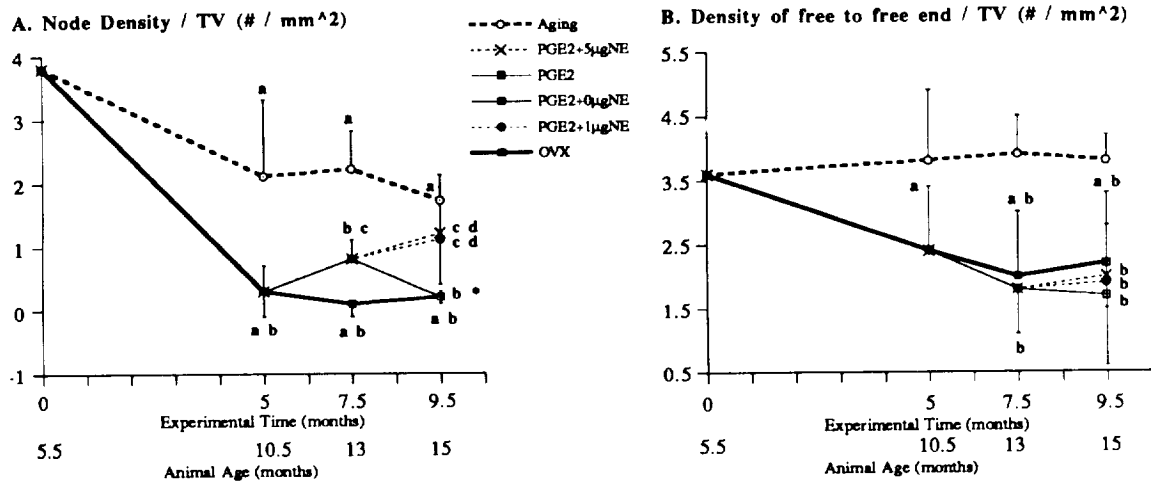 A. Node Density / TV (# / mm^2)
4
3
2
1
0
-1
a
a
a
b c
c d
c d
b *
a b
a b
a b
0
5
7.5
9.5
Experimental Time (months)
5.5
10.5
13
15
Animal Age (months)
Aging
PGE2+5µgNE
PGE2
PGE2+0µgNE
PGE2+1µgNE
OVX
B. Density of free to free end / TV (# / mm^2)
5.5
4.5
3.5
2.5
1.5
0.5
a
a b
a b
b
b
b
b
0
5
7.5
9.5
Experimental Time (months)
5.5
10.5
13
15
Animal Age (months)